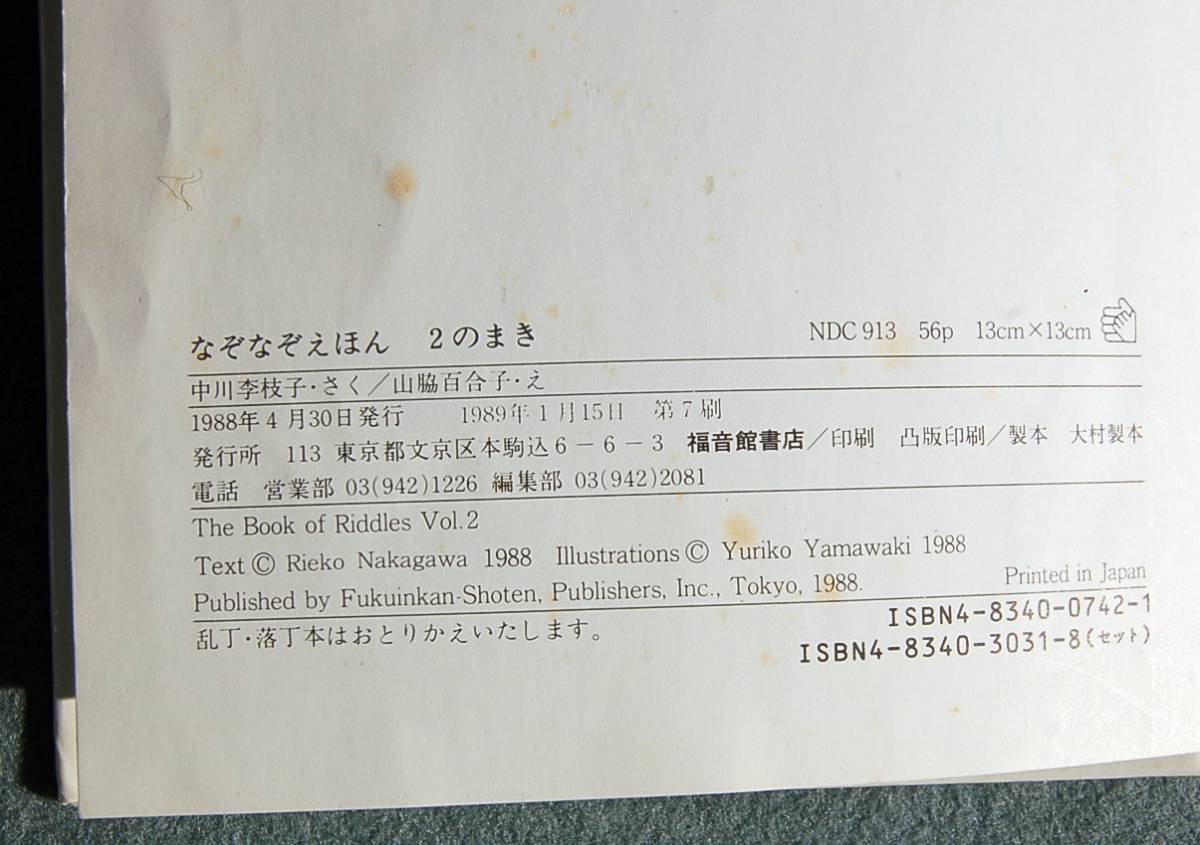 なぞなぞえほん　2のまき　NDC 913　56p　13cm×13cm
中川李枝子・さく／山脇百合子・え
1988年4月30日発行　1989年1月15日　第7刷
発行所　113　東京都文京区本駒込6－6－3　福音館書店／印刷　凸版印刷／製本　大村製本
電話　営業部 03(942)1226 編集部 03(942)2081
The Book of Riddles Vol.2
Text © Rieko Nakagawa 1988　Illustrations © Yuriko Yamawaki 1988
Published by Fukuinkan-Shoten, Publishers, Inc., Tokyo, 1988.　Printed in Japan
乱丁・落丁本はおとりかえいたします。　ISBN4-8340-0742-1
ISBN4-8340-3031-8(セット)